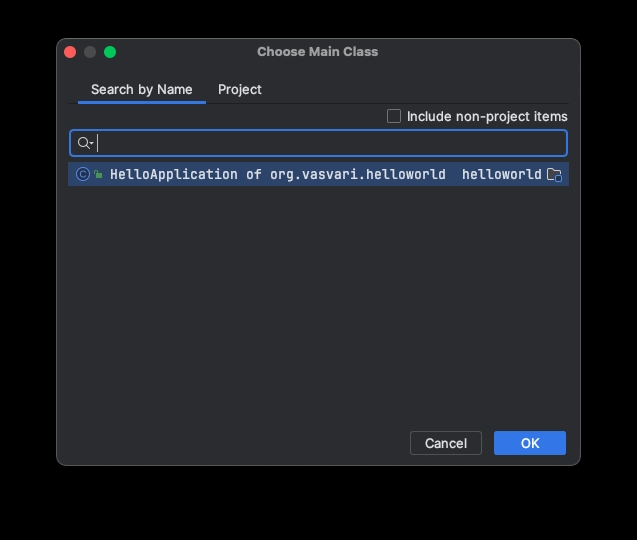 Choose Main Class
Search by Name Project
Include non-project items
HelloApplication of org.vasvari.helloworld helloworld
Cancel OK